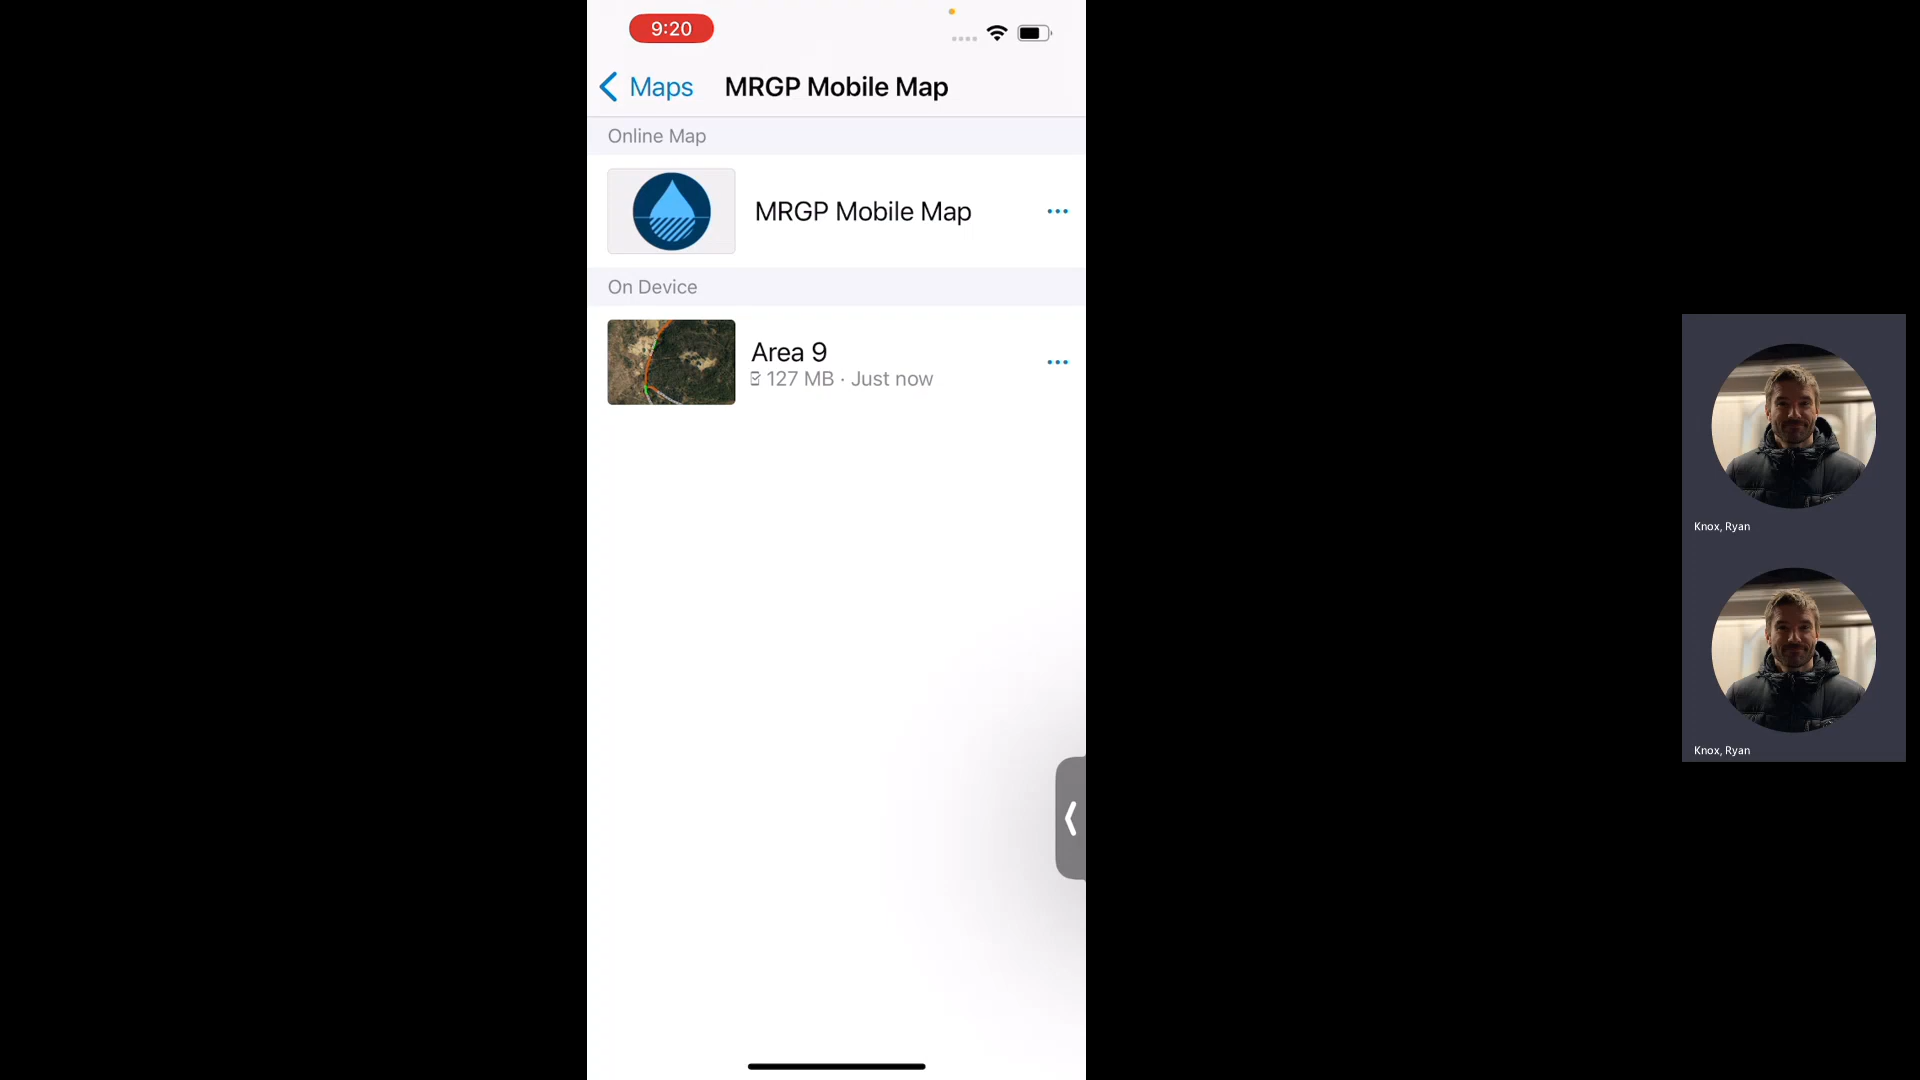 9:20
Maps
MRGP Mobile Map
Online Map
MRGP Mobile Map
On Device
Area 9
127 MB · Just now
Knox, Ryan
Knox, Ryan